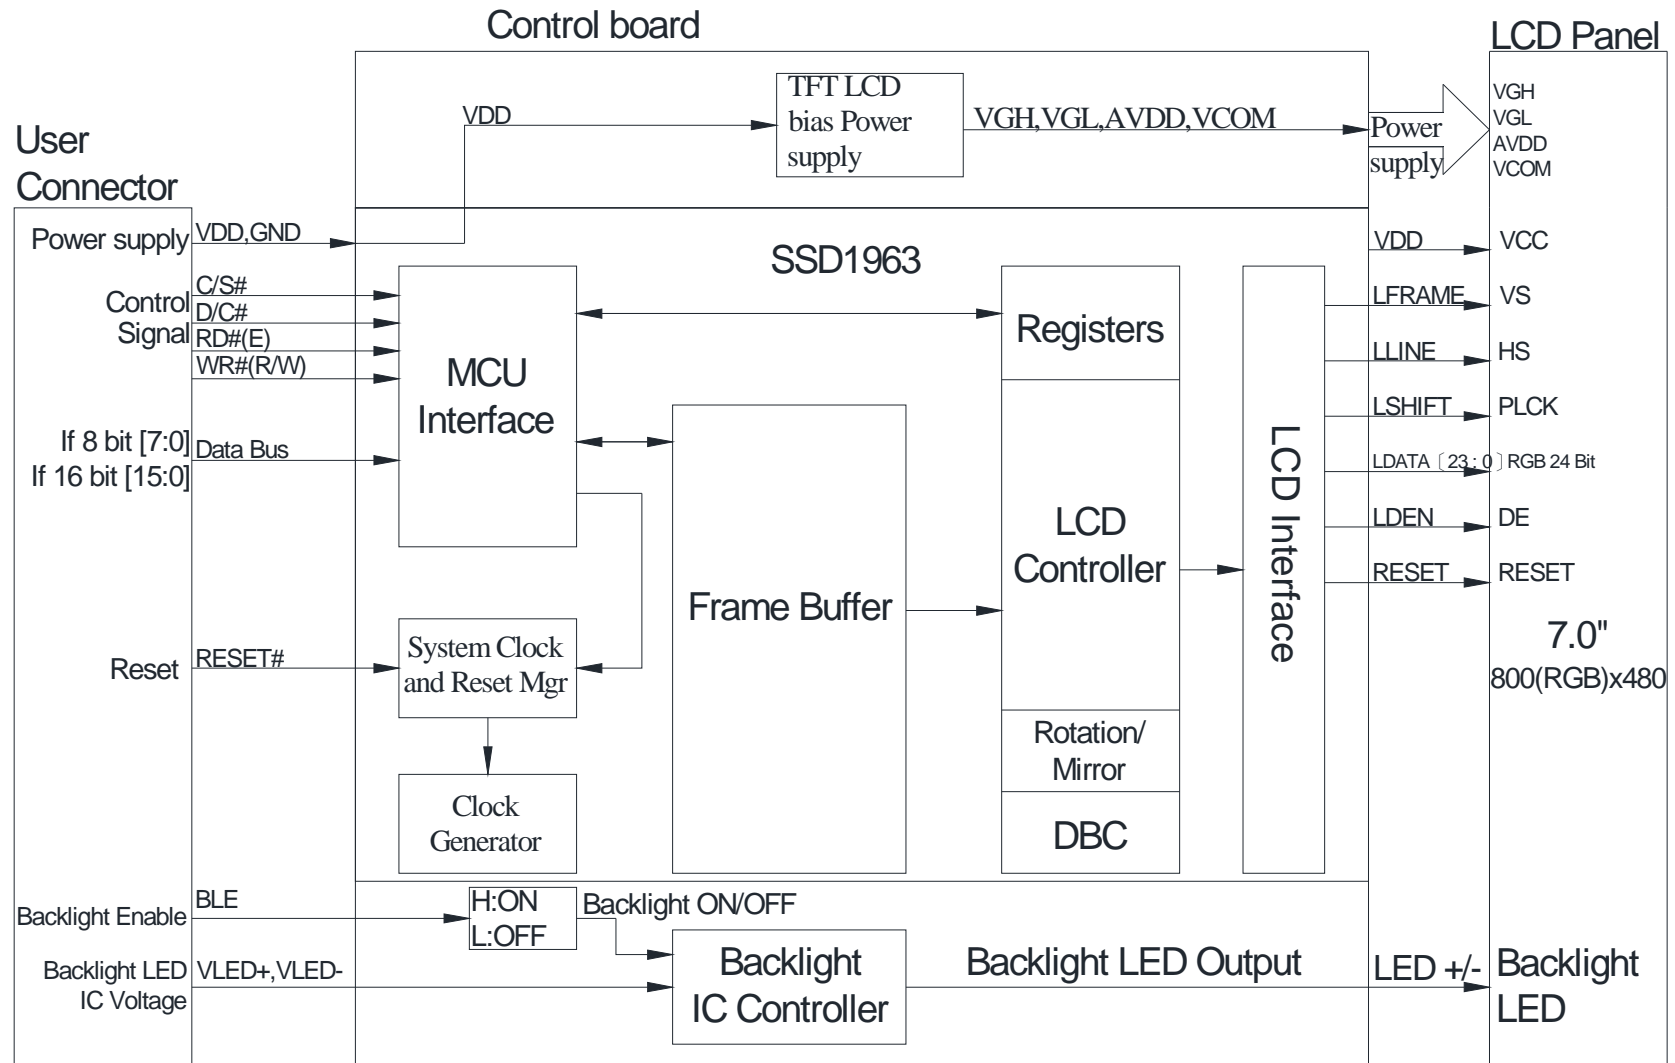 Control board
LCD Panel
TFT LCD
bias Power
supply
VDD
VGH,VGL,AVDD,VCOM
Power
supply
VGH
VGL
AVDD
VCOM
User
Connector
Power supply
VDD,GND
SSD1963
VDD
VCC
Control
Signal
C/S#
D/C#
RD#(E)
WR#(R/W)
MCU
Interface
Registers
LFRAME
VS
LLINE
HS
LSHIFT
PLCK
If 8 bit [7:0]
If 16 bit [15:0]
Data Bus
LCD Interface
LDATA〔23:0〕RGB 24 Bit
LCD
Controller
LDEN
DE
RESET
RESET
Frame Buffer
7.0"
800(RGB)x480
Reset
RESET#
System Clock
and Reset Mgr
Rotation/
Mirror
Clock
Generator
DBC
Backlight Enable
BLE
H:ON
L:OFF
Backlight ON/OFF
Backlight LED
IC Voltage
VLED+,VLED-
Backlight
IC Controller
Backlight LED Output
LED +/-
Backlight
LED